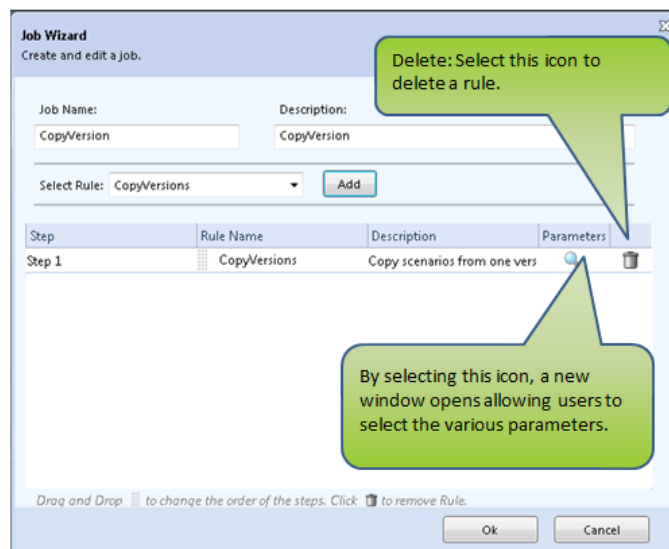 Job Wizard
Create and edit a job.
Delete: Select this icon to
delete a rule.
Job Name:
Description:
CopyVersion
CopyVersion
Select Rule: CopyVersions
Add
Step
Rule Name
Description
Parameters
Step 1
CopyVersions
Copy scenarios from one vers
By selecting this icon, a new
window opens allowing users to
select the various parameters.
Drag and Drop to change the order of the steps. Click to remove Rule.
Ok
Cancel